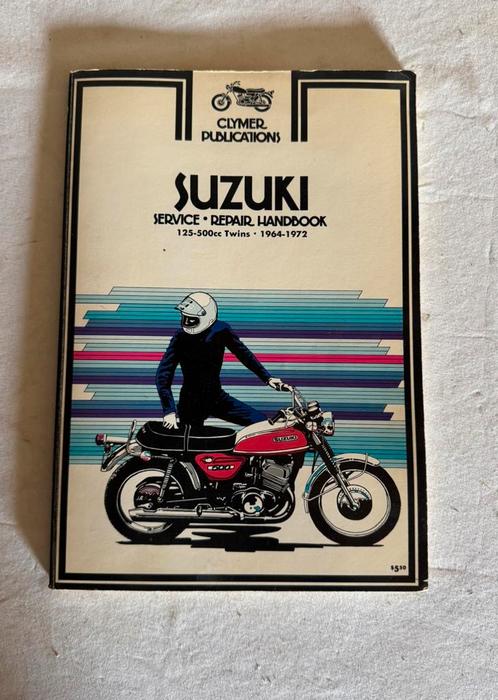 CLYMER
PUBLICATIONS
SUZUKI
SERVICE • REPAIR HANDBOOK
125-500cc Twins • 1964-1972
SUZUKI
$5.50